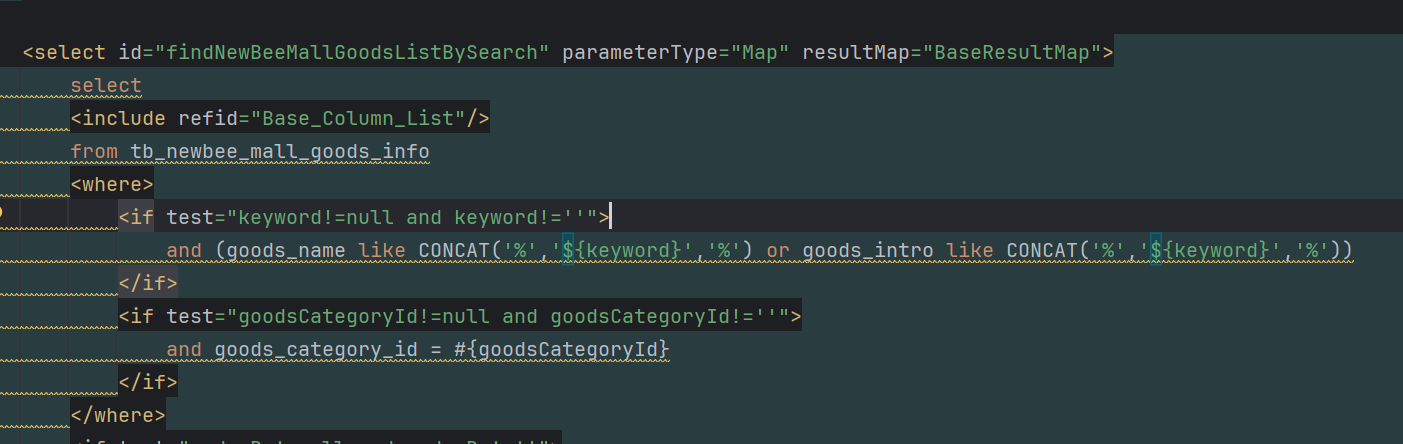 <select id="findNewBeeMallGoodsListBySearch" parameterType="Map" resultMap="BaseResultMap">
select
<include refid="Base_Column_List"/>
from tb_newbee_mall_goods_info
<where>
<if test="keyword!=null and keyword!=''">
and (goods_name like CONCAT('%','${keyword}','%') or goods_intro like CONCAT('%','${keyword}','%'))
</if>
<if test="goodsCategoryId!=null and goodsCategoryId!=''">
and goods_category_id = #{goodsCategoryId}
</if>
</where>